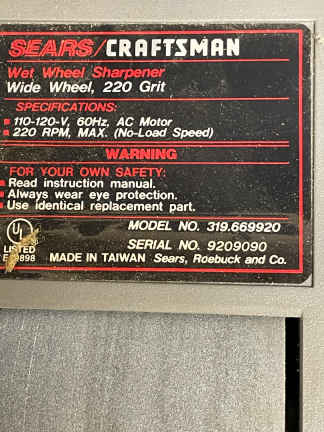 SEARS/CRAFTSMAN
Wet Wheel Sharpener
Wide Wheel, 220 Grit
SPECIFICATIONS:
110-120-V, 60Hz, AC Motor
220 RPM, MAX. (No-Load Speed)
WARNING
FOR YOUR OWN SAFETY:
Read instruction manual.
Always wear eye protection.
Use identical replacement part.
UL
MODEL NO. 319.669920
LISTED
SERIAL NO. 9209090
MADE IN TAIWAN Sears, Roebuck and Co.